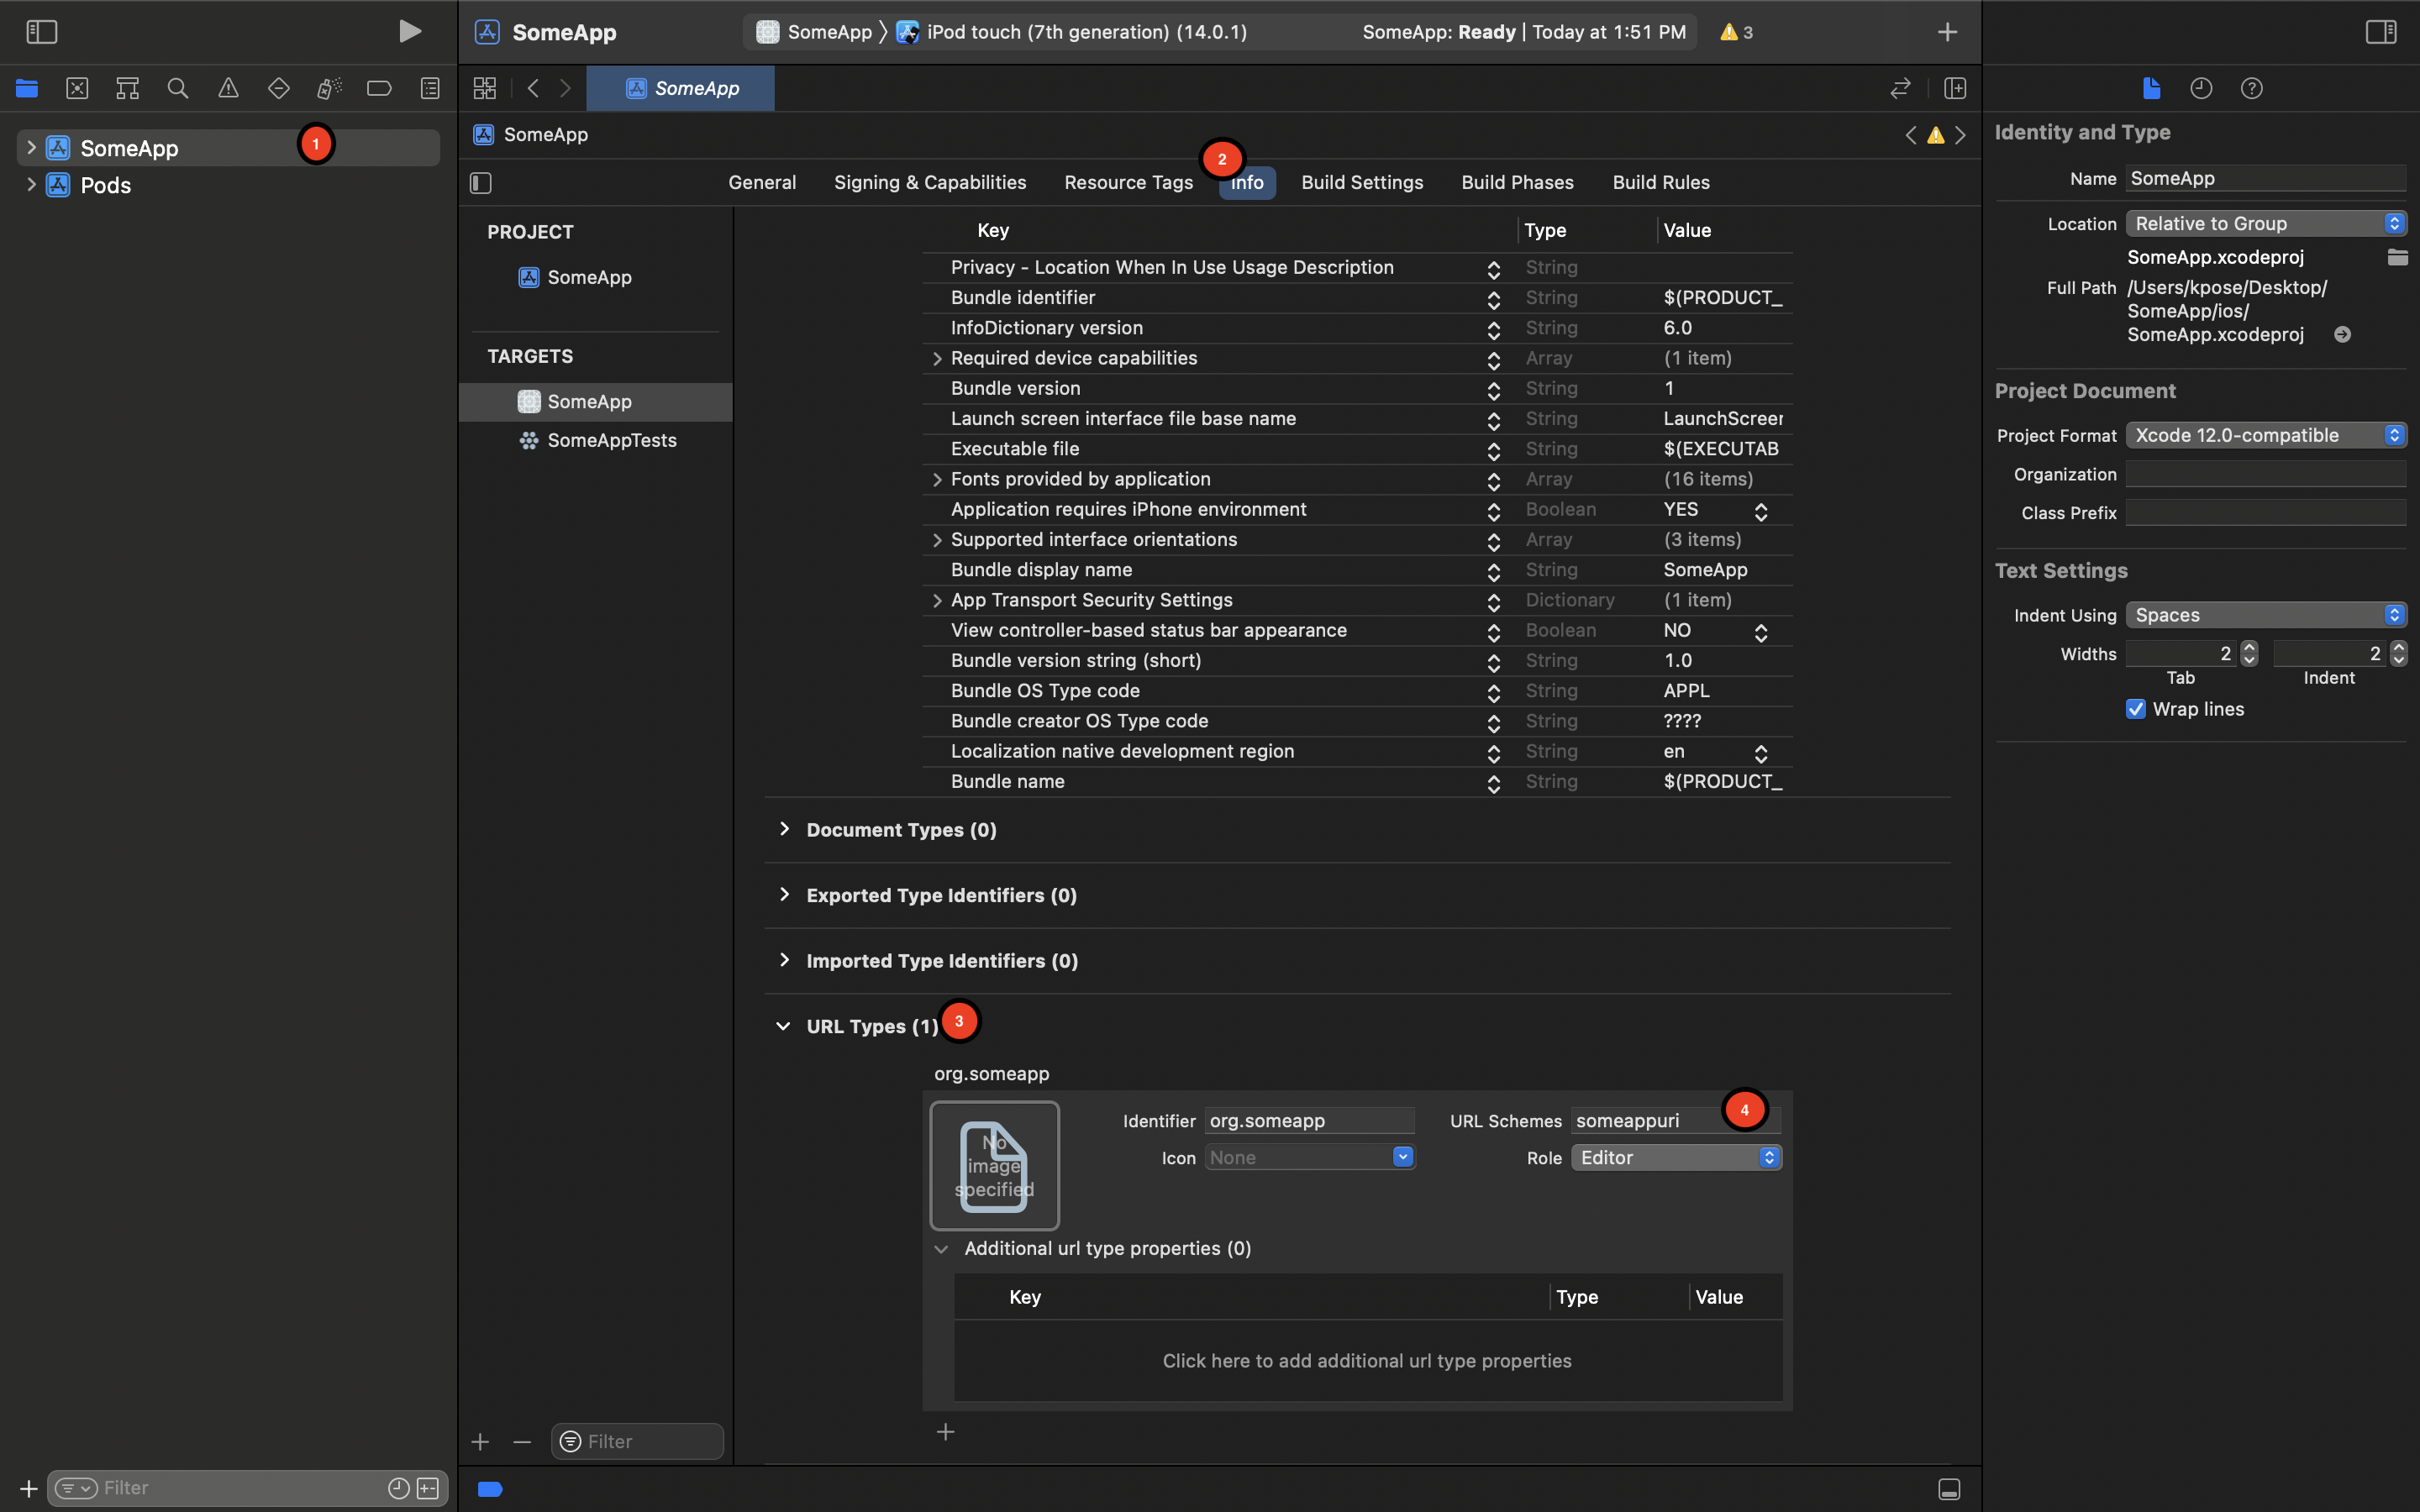 SomeApp
SomeApp
iPod touch (7th generation) (14.0.1)
SomeApp: Ready | Today at 1:51 PM
3
SomeApp
SomeApp
1
Pods
SomeApp
2
General
Signing & Capabilities
Resource Tags
Info
Build Settings
Build Phases
Build Rules
PROJECT
SomeApp
TARGETS
SomeApp
SomeAppTests
Key Type Value
Privacy - Location When In Use Usage Description String
Bundle identifier String $(PRODUCT_
InfoDictionary version String 6.0
Required device capabilities Array (1 item)
Bundle version String 1
Launch screen interface file base name String LaunchScreen
Executable file String $(EXECUTAB
Fonts provided by application Array (16 items)
Application requires iPhone environment Boolean YES
Supported interface orientations Array (3 items)
Bundle display name String SomeApp
App Transport Security Settings Dictionary (1 item)
View controller-based status bar appearance Boolean NO
Bundle version string (short) String 1.0
Bundle OS Type code String APPL
Bundle creator OS Type code String ????
Localization native development region String en
Bundle name String $(PRODUCT_
Document Types (0)
Exported Type Identifiers (0)
Imported Type Identifiers (0)
URL Types (1)
3
org.someapp
No
image
specified
Identifier org.someapp
URL Schemes someappuri
4
Icon None
Role Editor
Additional url type properties (0)
Key Type Value
Click here to add additional url type properties
Filter
Filter
Identity and Type
Name SomeApp
Location Relative to Group
SomeApp.xcodeproj
Full Path /Users/kpose/Desktop/
SomeApp/ios/
SomeApp.xcodeproj
Project Document
Project Format Xcode 12.0-compatible
Organization
Class Prefix
Text Settings
Indent Using Spaces
Widths 2 2
Tab Indent
Wrap lines